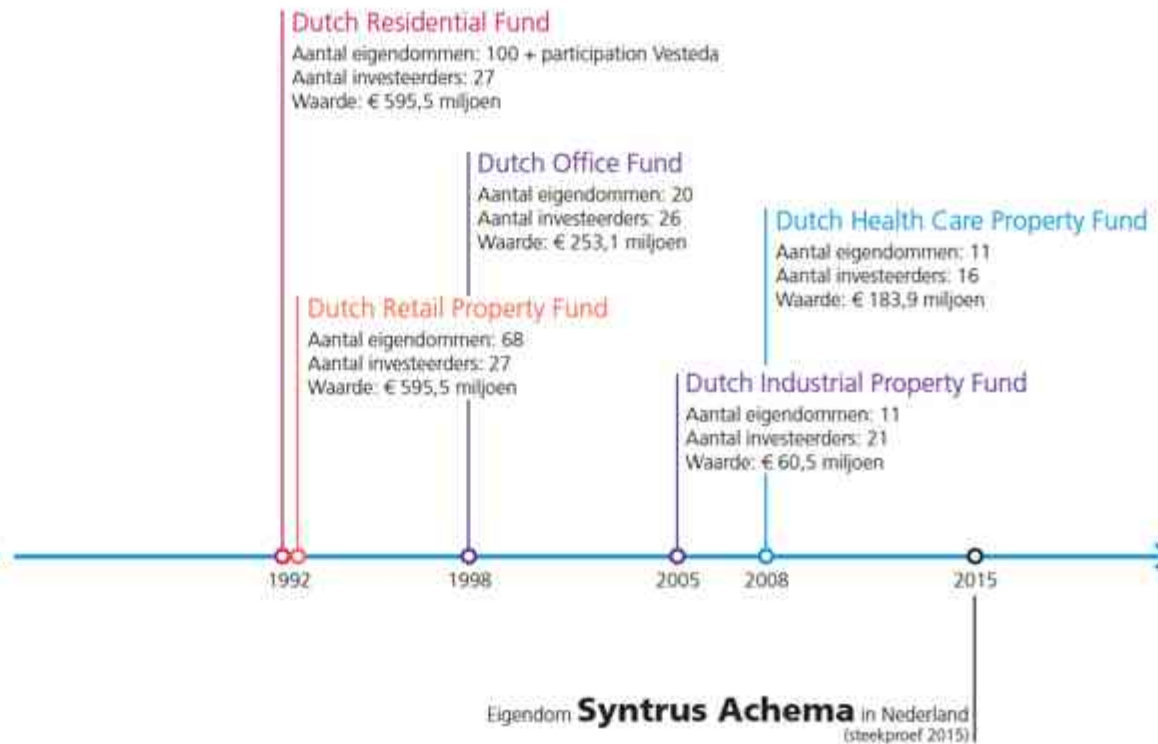 Dutch Residential Fund
Aantal eigendommen: 100 + participation Vesteda
Aantal investeerders: 27
Waarde: € 595,5 miljoen
Dutch Office Fund
Aantal eigendommen: 20
Aantal investeerders: 26
Waarde: € 253,1 miljoen
Dutch Health Care Property Fund
Aantal eigendommen: 11
Aantal investeerders: 16
Waarde: € 183,9 miljoen
Dutch Retail Property Fund
Aantal eigendommen: 68
Aantal investeerders: 27
Waarde: € 595,5 miljoen
Dutch Industrial Property Fund
Aantal eigendommen: 11
Aantal investeerders: 21
Waarde: € 60,5 miljoen
1992 1998 2005 2008 2015
Eigendom Syntrus Achema in Nederland
(steekproef 2015)